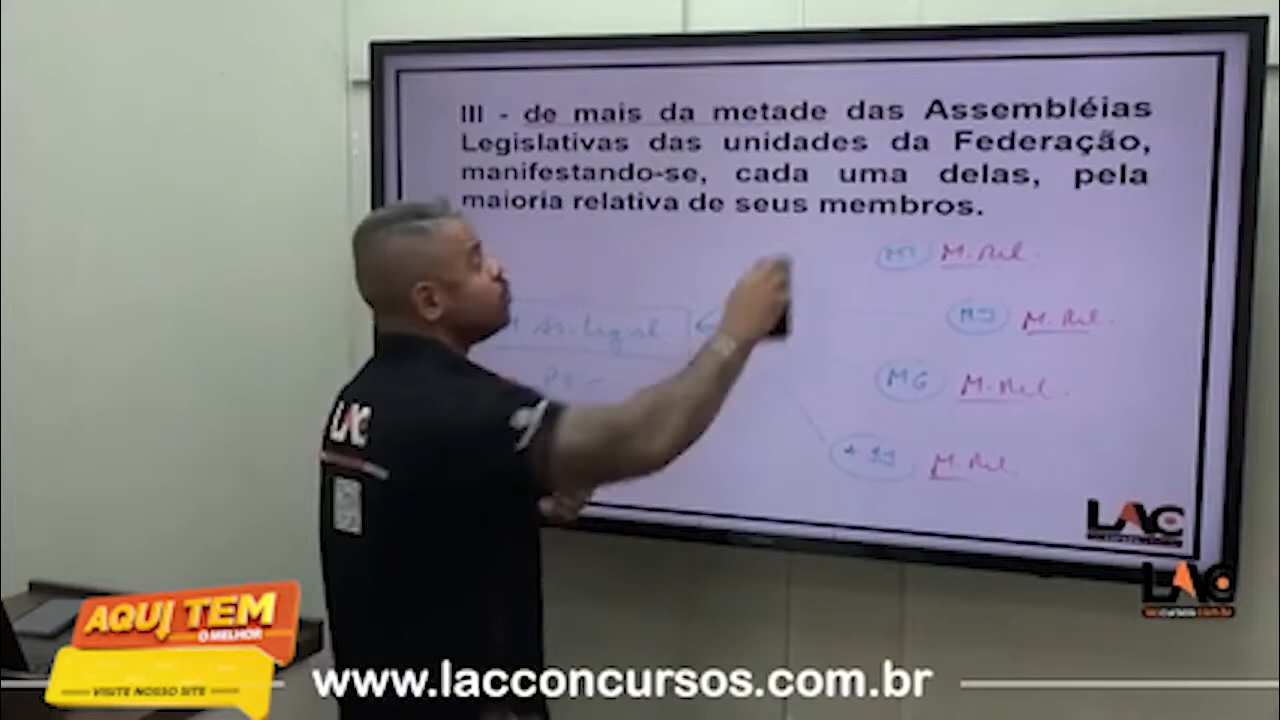 III - de mais da metade das Assembléias
Legislativas das unidades da Federação,
manifestando-se, cada uma delas, pela
maioria relativa de seus membros.
M. Rel.
M. Rel.
MG M. Rel.
M. Rel.
LAC
LAC
LAC
AQUI TEM
O MELHOR
VISITE NOSSO SITE
www.lacconcursos.com.br